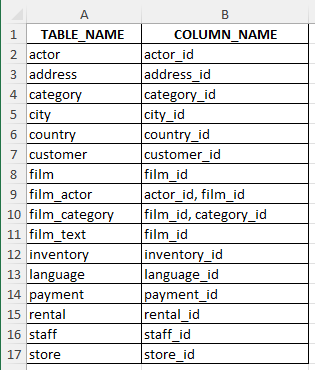 A B
1 TABLE_NAME COLUMN_NAME
2 actor actor_id
3 address address_id
4 category category_id
5 city city_id
6 country country_id
7 customer customer_id
8 film film_id
9 film_actor actor_id, film_id
10 film_category film_id, category_id
11 film_text film_id
12 inventory inventory_id
13 language language_id
14 payment payment_id
15 rental rental_id
16 staff staff_id
17 store store_id